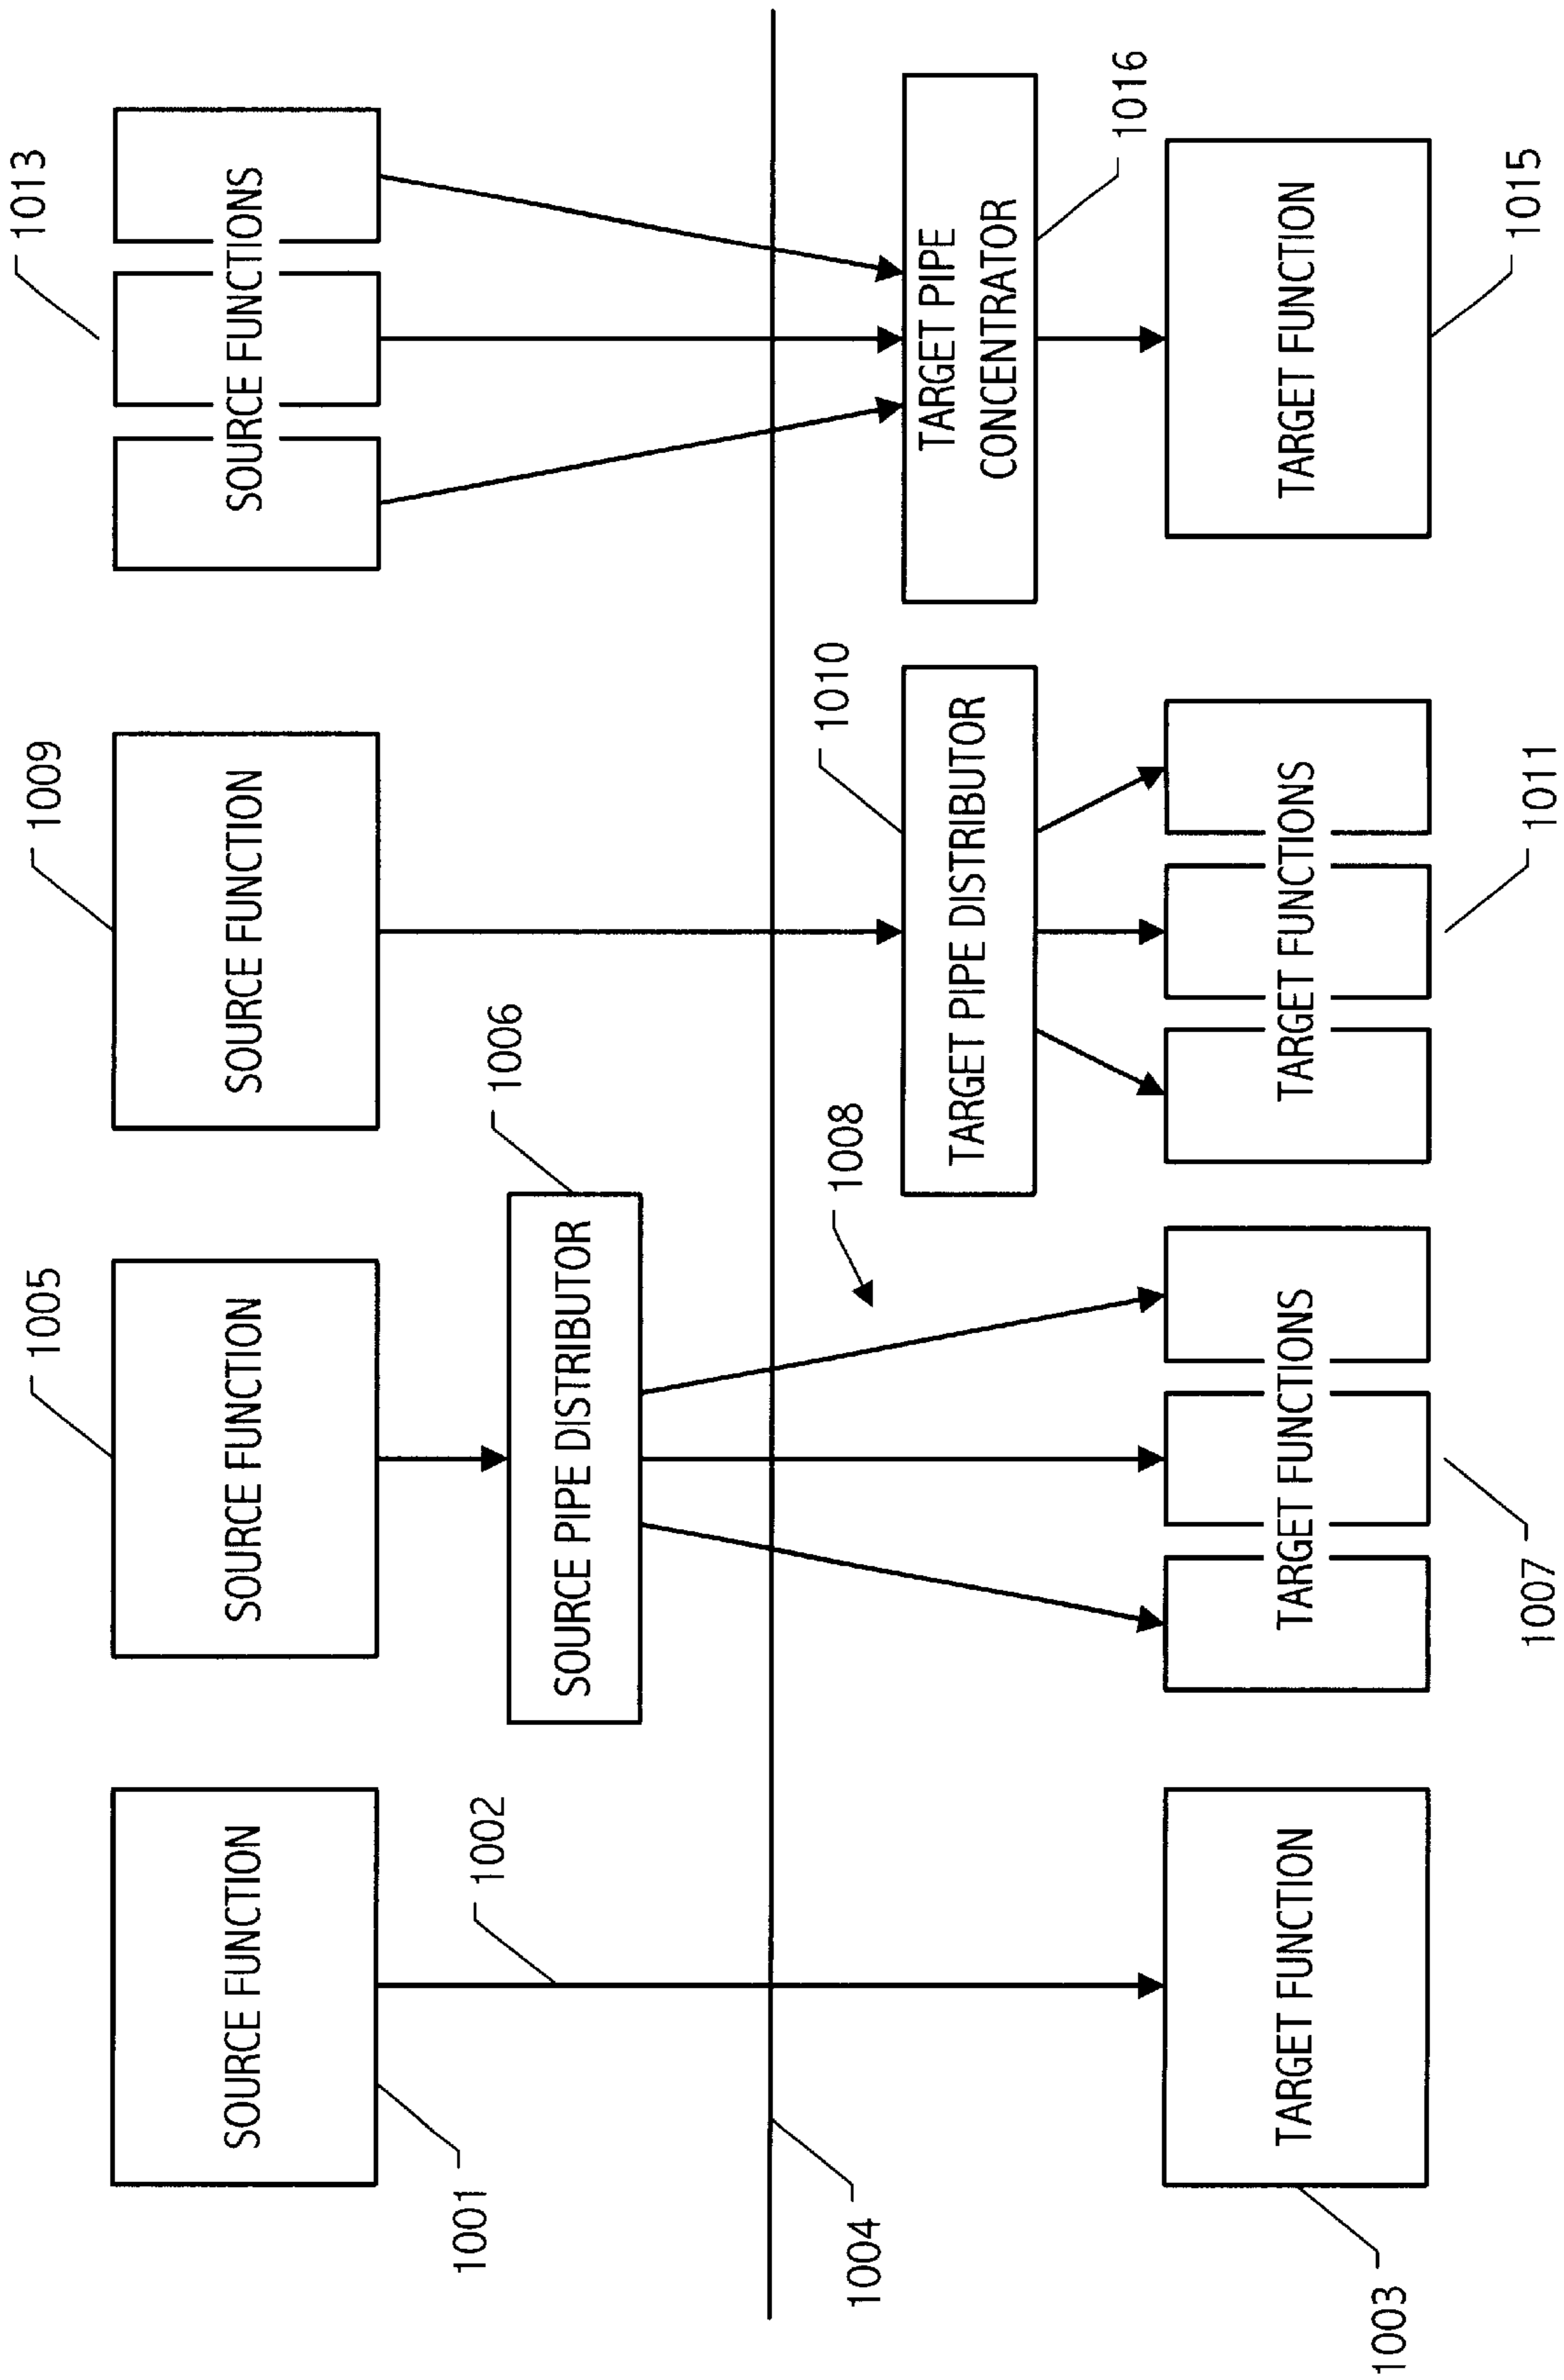 1005
1009
1013
SOURCE FUNCTION
SOURCE FUNCTION
SOURCE FUNCTION
SOURCE FUNCTIONS
1001
1002
1006
SOURCE PIPE DISTRIBUTOR
1004
1008
1010
TARGET PIPE DISTRIBUTOR
TARGET PIPE
CONCENTRATOR
1016
TARGET FUNCTION
TARGET FUNCTIONS
TARGET FUNCTIONS
TARGET FUNCTION
1003
1007
1011
1015